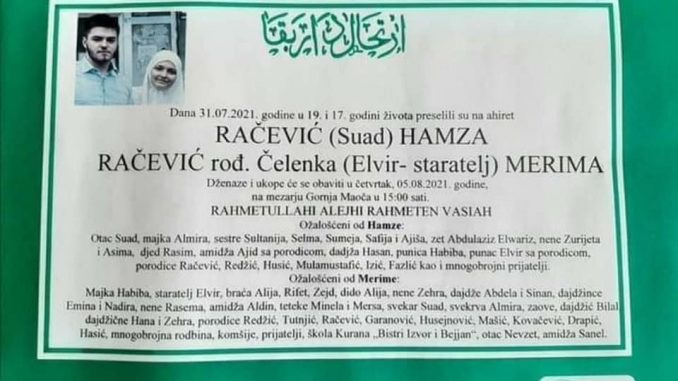 Dana 31.07.2021. godine u 19. i 17. godini života preselili su na ahiret
RAČEVIĆ (Suad) HAMZA
RAČEVIĆ rođ. Čelenka (Elvir- staratelj) MERIMA
Dženaze i ukope će se obaviti u četvrtak, 05.08.2021. godine,
na mezarju Gornja Maoča u 15:00 sati.
RAHMETULLAHI ALEJHI RAHMETEN VASIAH
Ožalošćeni od Hamze:
Otac Suad, majka Almira, sestre Sultanija, Selma, Sumeja, Safija i Ajiša, zet Abdulaziz Elwariz, nene Zurijeta
i Asima, djed Rasim, amidža Ajid sa porodicom, dadjža Hasan, punica Habiba, punac Elvir sa porodicom,
porodice Račević, Redžić, Husić, Mulamustafić, Izić, Fazlić kao i mnogobrojni prijatelji.
Ožalošćeni od Merime:
Majka Habiba, staratelj Elvir, braća Alija, Rifet, Zejd, dido Alija, nene Zehra, dajdže Abdela i Sinan, dajdžince
Emina i Nadira, nene Rasema, amidža Aldin, teteke Minela i Mersa, svekar Suad, svekrva Almira, zaove, dajdžić Bilal
dajdžične Hana i Zehra, porodice Redžić, Tutnjić, Račević, Garanović, Husejnović, Mašić, Kovačević, Drapić,
Hasić, mnogobrojna rodbina, komšije, prijatelji, škola Kurana „Bistri Izvor i Bejjan", otac Nevzet, amidža Sanel.